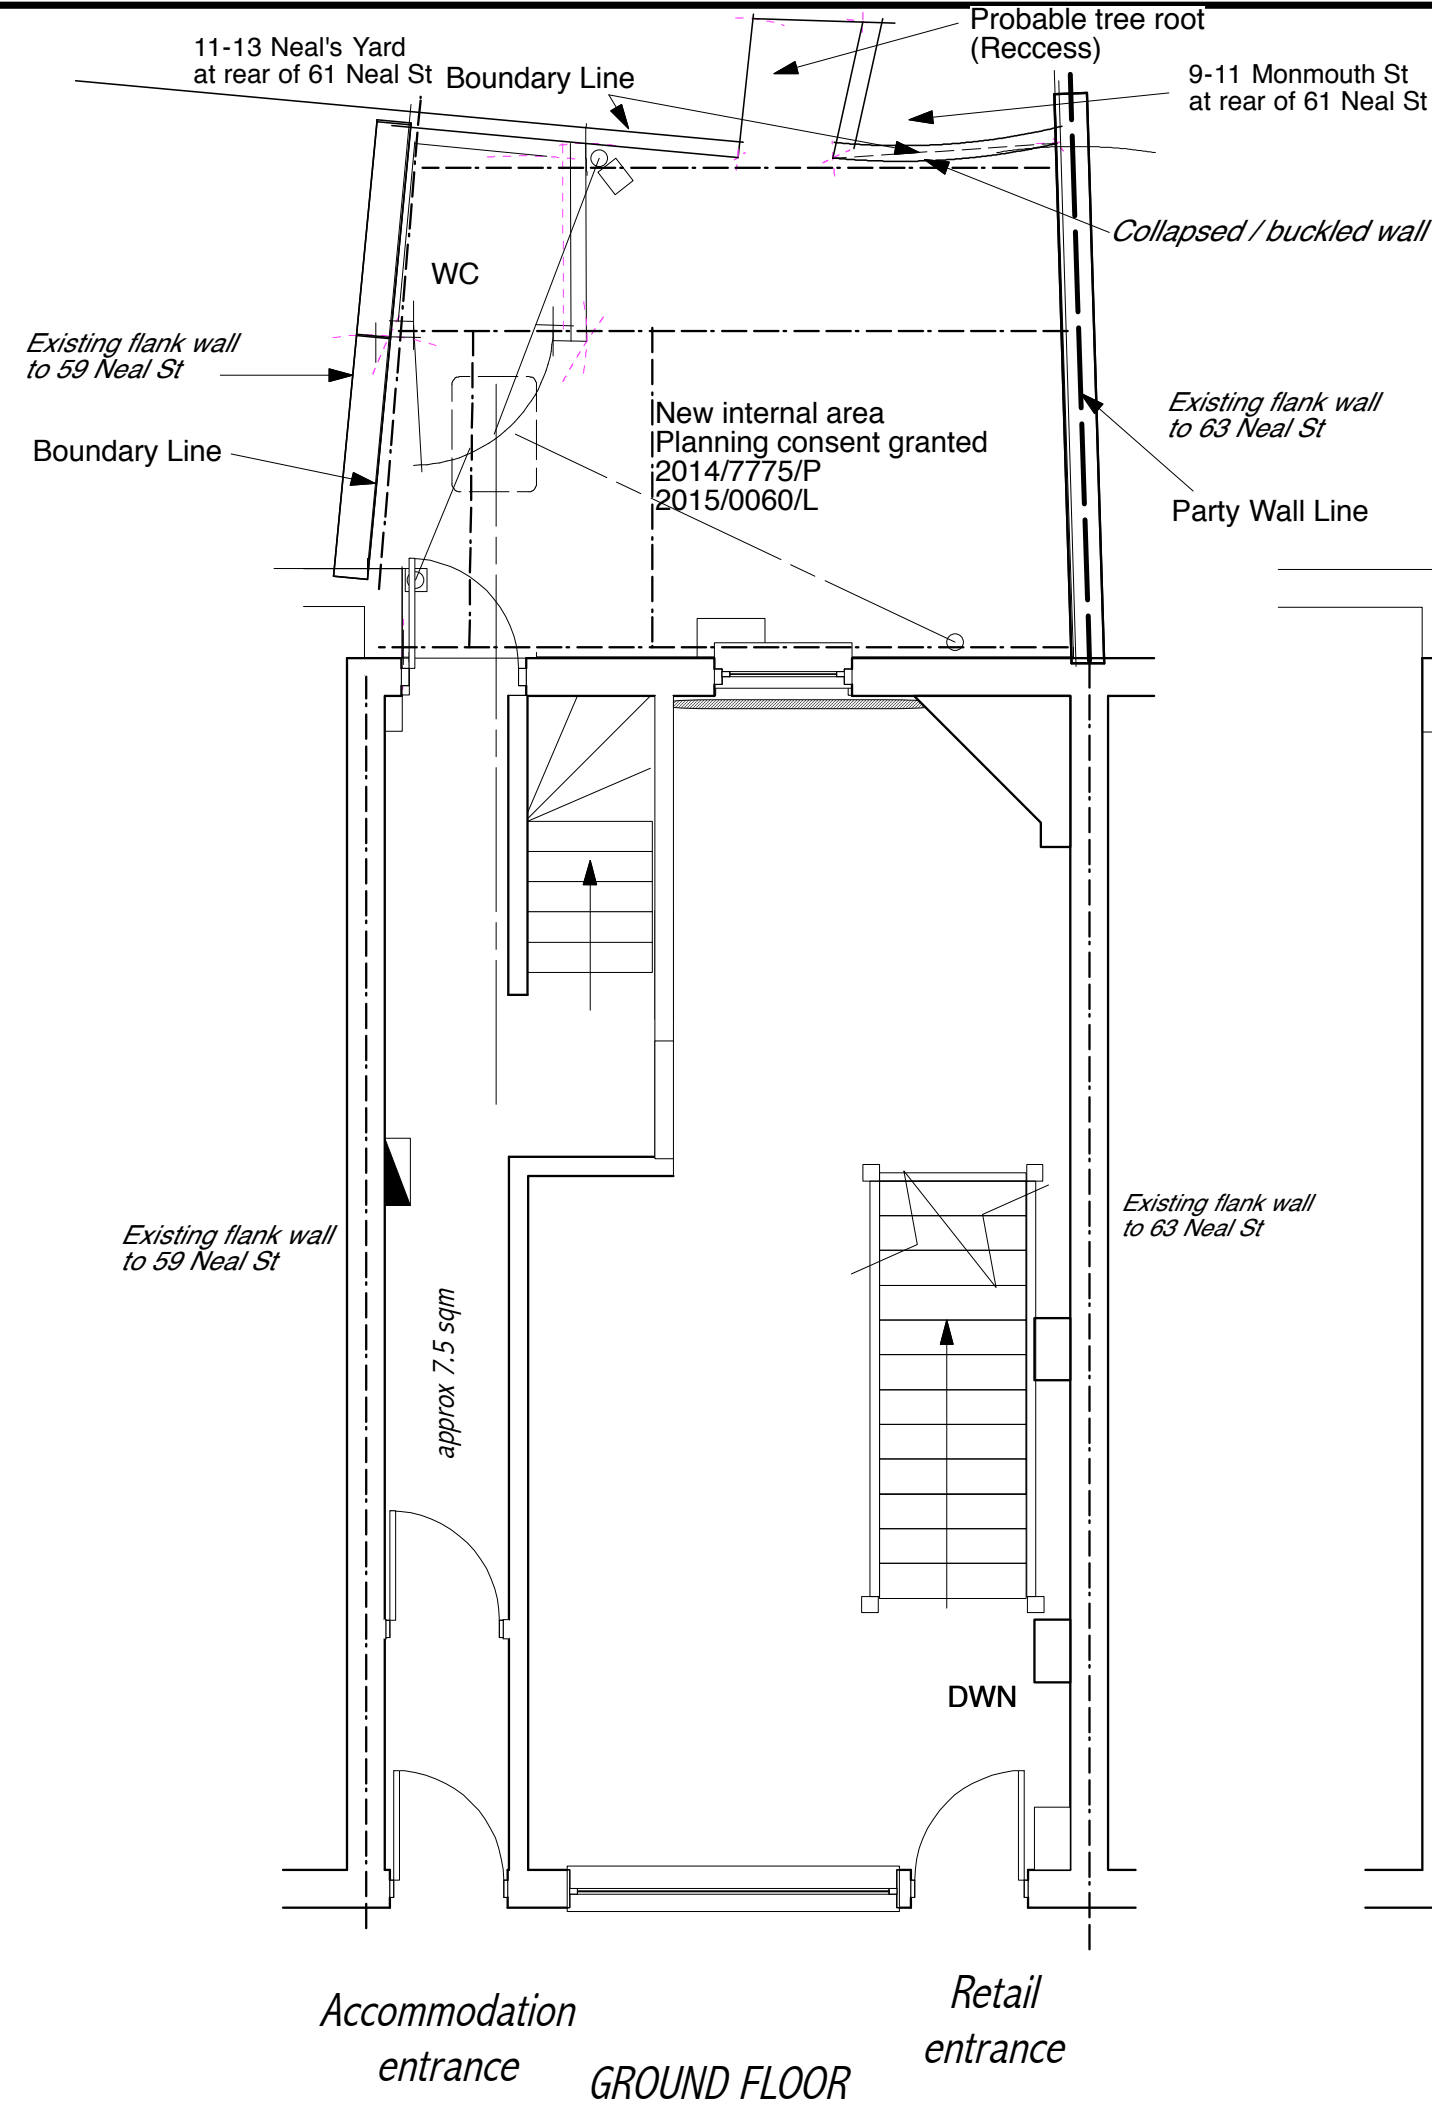 Probable tree root
(Reccess)
11-13 Neal's Yard
at rear of 61 Neal St
Boundary Line
9-11 Monmouth St
at rear of 61 Neal St
Collapsed / buckled wall
WC
Existing flank wall
to 59 Neal St
New internal area
Planning consent granted
2014/7775/P
2015/0060/L
Existing flank wall
to 63 Neal St
Boundary Line
Party Wall Line
Existing flank wall
to 59 Neal St
Existing flank wall
to 63 Neal St
approx 7.5 sqm
DWN
Accommodation
entrance
Retail
entrance
GROUND FLOOR